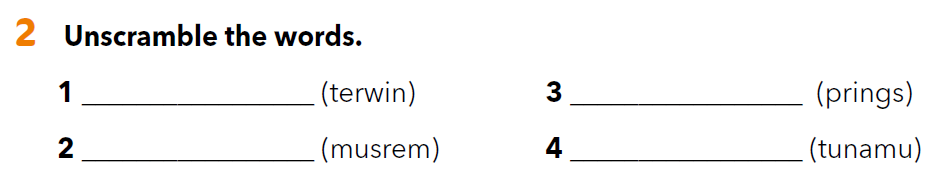 2 Unscramble the words.
1 ________________ (terwin)
2 ________________ (musrem)
3 ________________ (prings)
4 ________________ (tunamu)